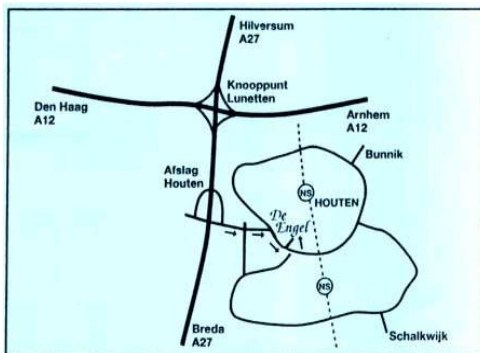 Hilversum
A27
Knooppunt
Lunetten
Den Haag
A12
Arnhem
A12
Bunnik
Afslag
Houten
NS
HOUTEN
De
Engel
NS
Schalkwijk
Breda
A27